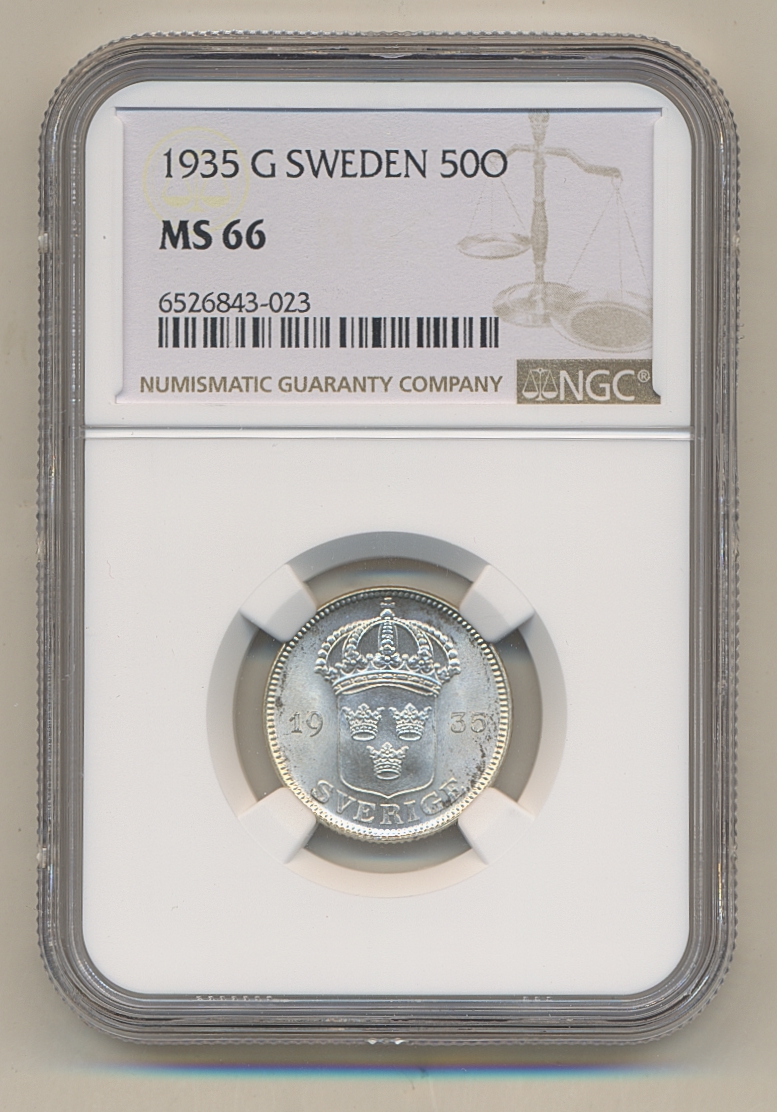 1935 G SWEDEN 50O
MS 66
6526843-023
NUMISMATIC GUARANTY COMPANY
NGC®
19 35
SVERIGE